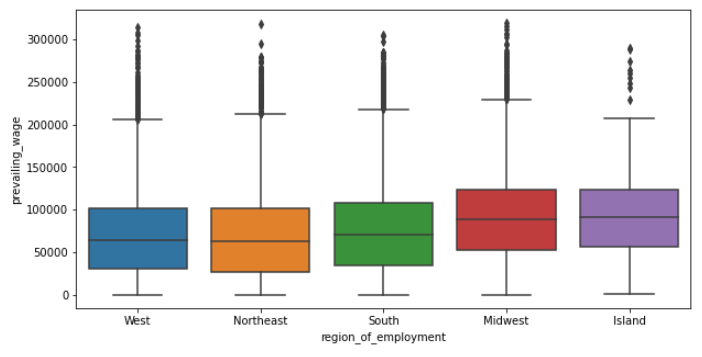 300000
250000
200000
150000
100000
50000
0
prevailing_wage
West Northeast South Midwest Island
region_of_employment